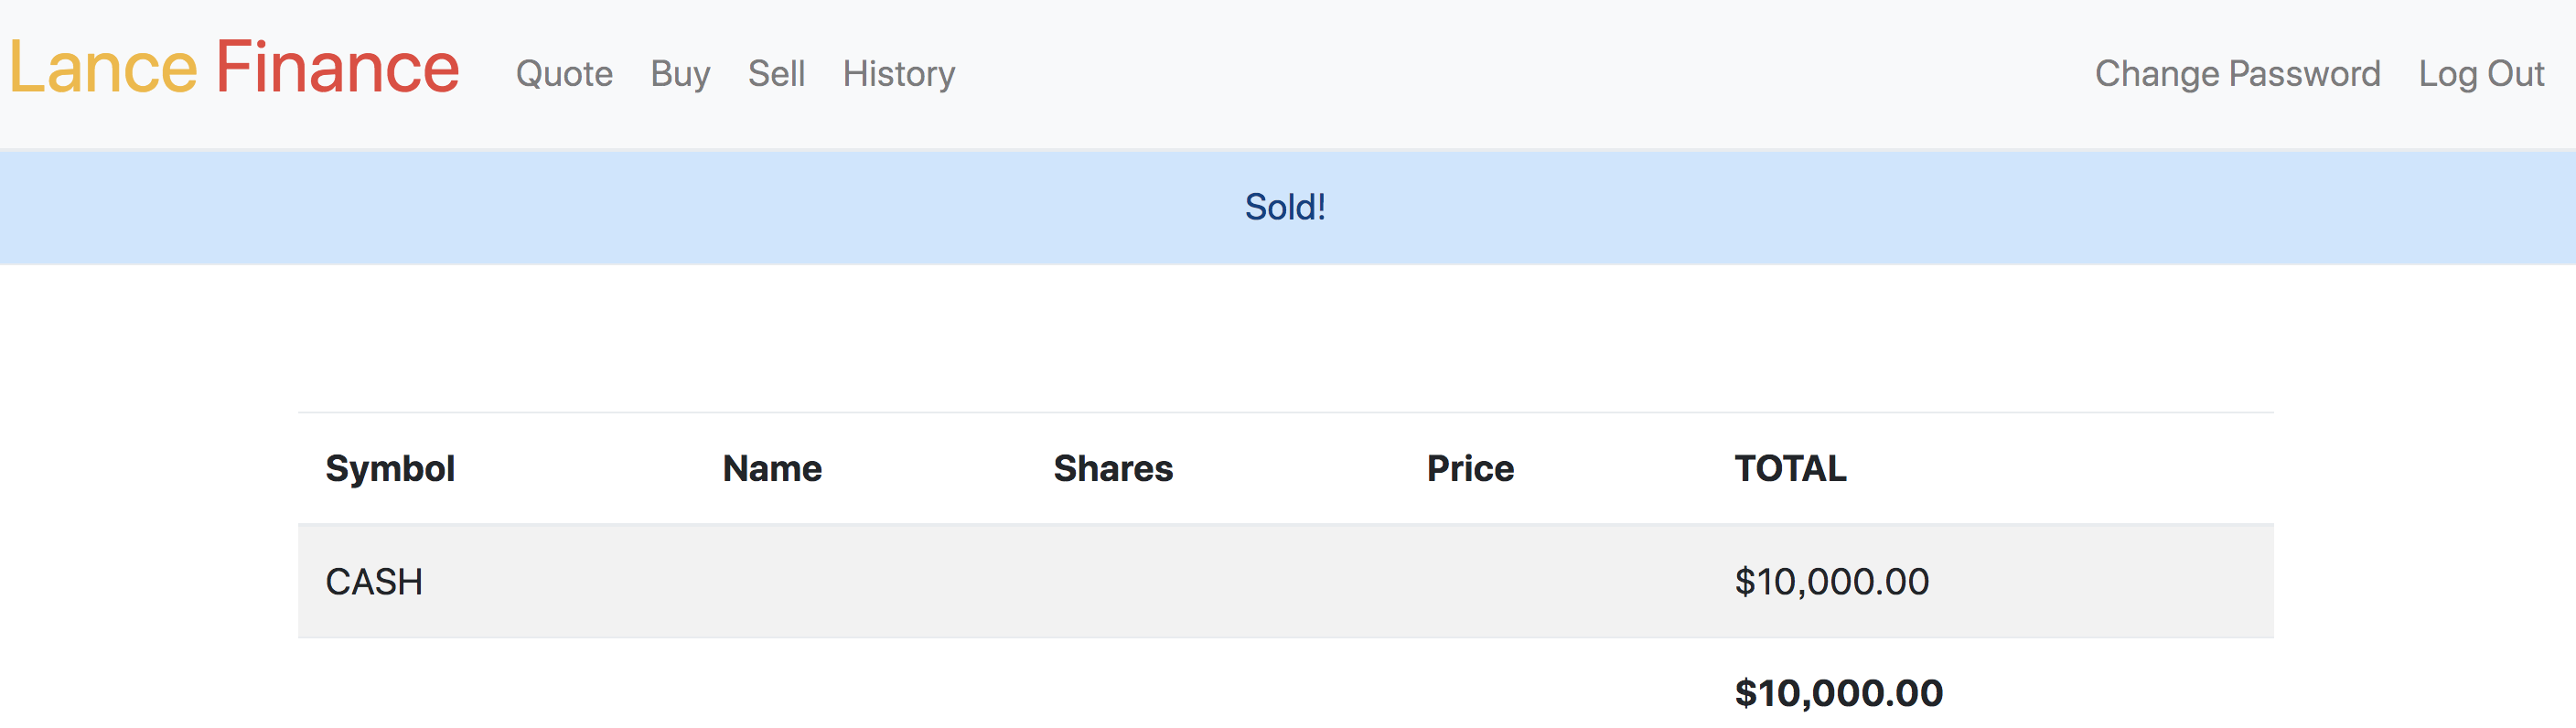 Lance Finance Quote Buy Sell History Change Password Log Out
Sold!
Symbol Name Shares Price TOTAL
CASH $10,000.00
$10,000.00